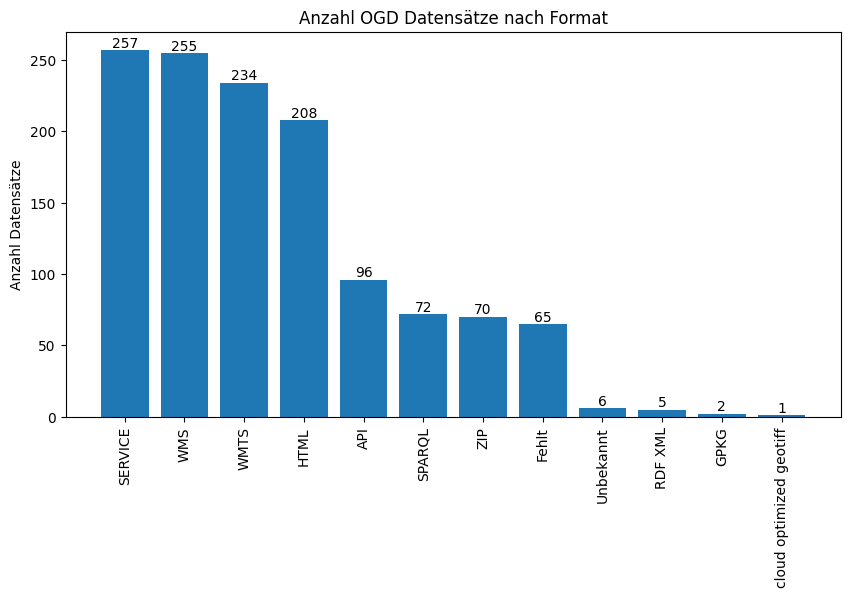 Anzahl OGD Datensätze nach Format
Anzahl Datensätze
250
200
150
100
50
0
257
255
234
208
96
72
70
65
6
5
2
1
SERVICE
WMS
WMTS
HTML
API
SPARQL
ZIP
Fehlt
Unbekannt
RDF XML
GPKG
cloud optimized geotiff